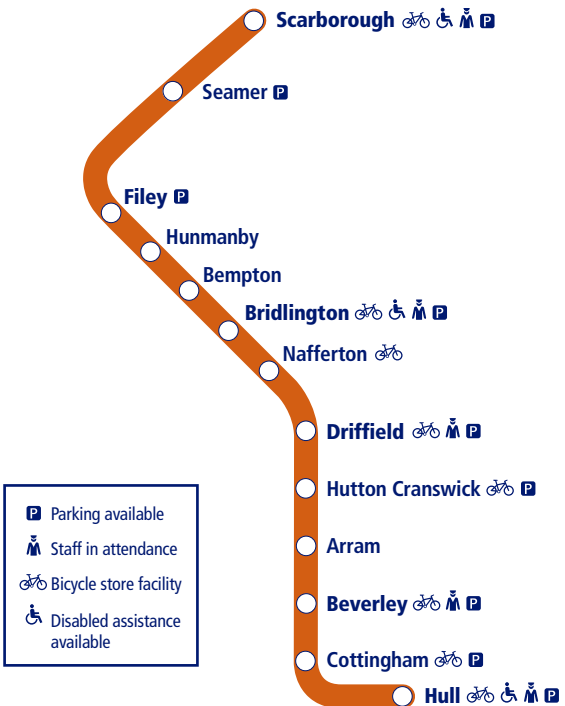 Scarborough P
Seamer P
Filey P
Hunmanby
Bempton
Bridlington P
Nafferton
Driffield P
Hutton Cranswick P
Arram
Beverley P
Cottingham P
Hull P
P Parking available
Staff in attendance
Bicycle store facility
Disabled assistance
available